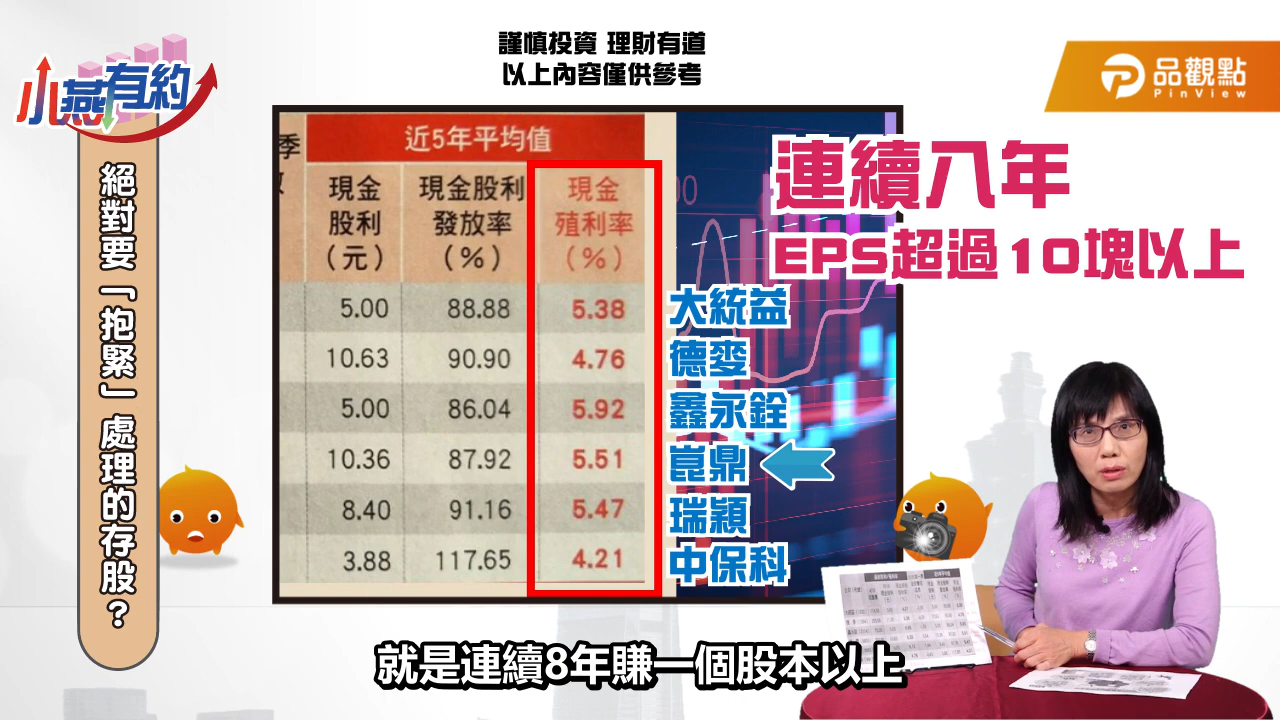 謹慎投資 理財有道
以上內容僅供參考
小燕有約
品觀點
PinView
絕對要「抱緊」處理的存股？
連續八年
EPS超過10塊以上
季
近5年平均值
現金股利（元）
現金股利發放率（%）
現金殖利率（%）
5.00 88.88 5.38 大統益
10.63 90.90 4.76 德麥
5.00 86.04 5.92 鑫永銓
10.36 87.92 5.51 崑鼎
8.40 91.16 5.47 瑞穎
3.88 117.65 4.21 中保科
就是連續8年賺一個股本以上